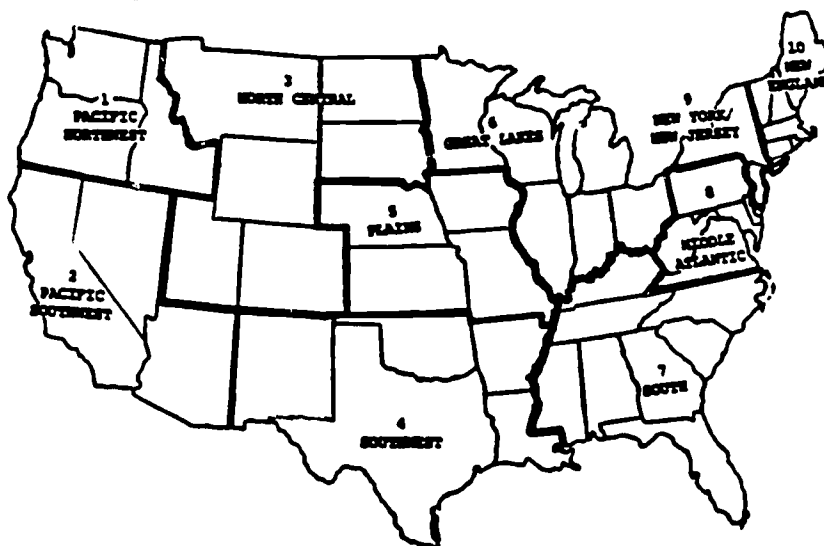 1
PACIFIC
NORTHWEST
2
PACIFIC
SOUTHWEST
3
NORTH CENTRAL
4
SOUTHWEST
5
PLAINS
6
GREAT LAKES
7
SOUTH
8
MIDDLE
ATLANTIC
9
NEW YORK/
NEW JERSEY
10
NEW
ENGLAND